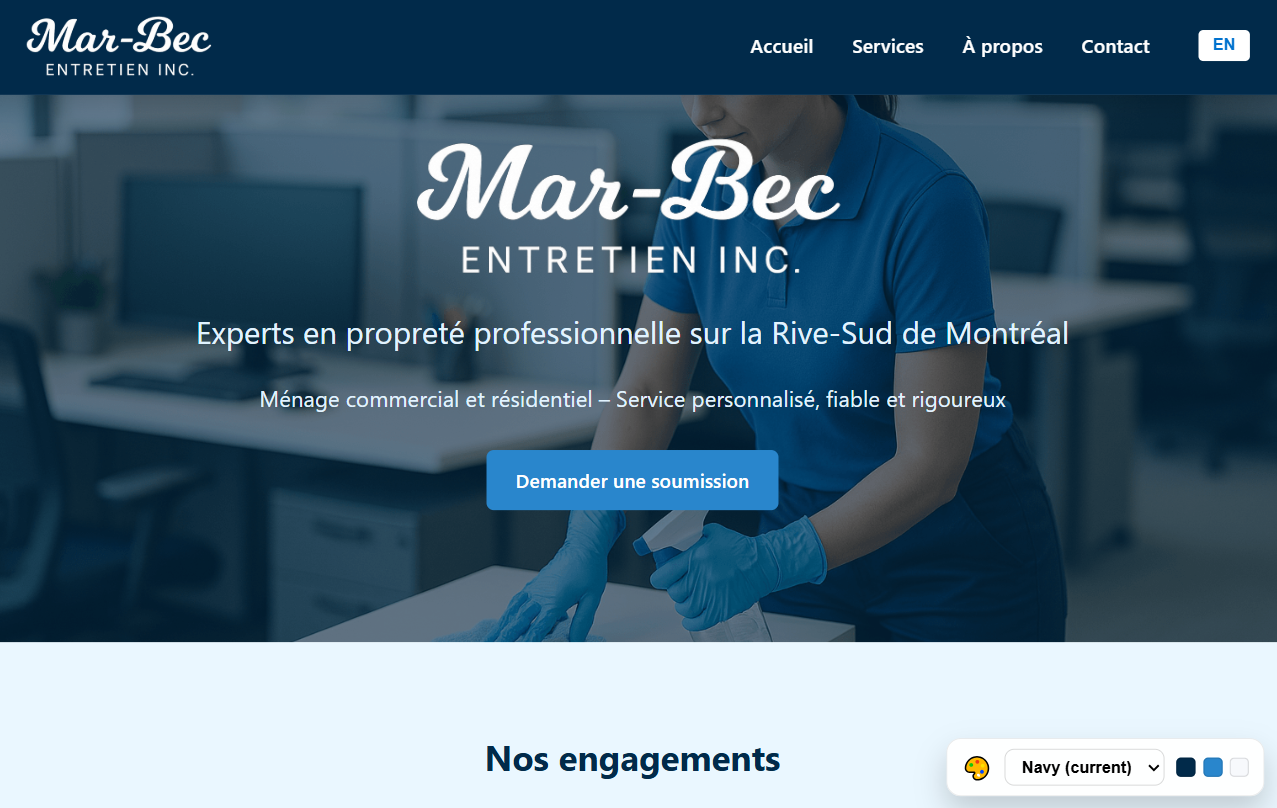 Mar-Bec
ENTRETIEN INC.
Accueil
Services
À propos
Contact
EN
Mar-Bec
ENTRETIEN INC.
Experts en propreté professionnelle sur la Rive-Sud de Montréal
Ménage commercial et résidentiel – Service personnalisé, fiable et rigoureux
Demander une soumission
Nos engagements
Navy (current)